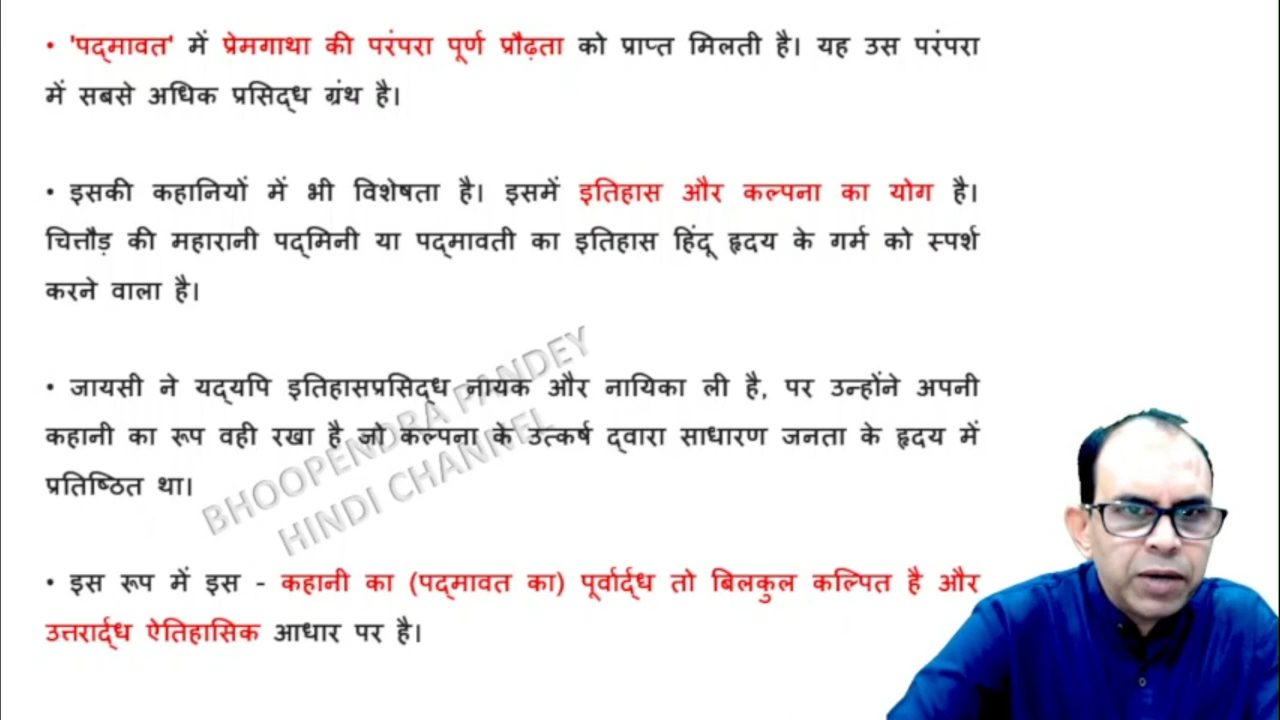 • 'पद्मावत' में प्रेमगाथा की परंपरा पूर्ण प्रौढ़ता को प्राप्त मिलती है। यह उस परंपरा
में सबसे अधिक प्रसिद्ध ग्रंथ है।
• इसकी कहानियों में भी विशेषता है। इसमें इतिहास और कल्पना का योग है।
चित्तौड़ की महारानी पद्मिनी या पद्मावती का इतिहास हिंदू हृदय के गर्म को स्पर्श
करने वाला है।
• जायसी ने यद्यपि इतिहासप्रसिद्ध नायक और नायिका ली है, पर उन्होंने अपनी
कहानी का रूप वही रखा है जो कल्पना के उत्कर्ष द्वारा साधारण जनता के हृदय में
प्रतिष्ठित था।
BHOOPENDRA PANDEY
HINDI CHANNEL
• इस रूप में इस - कहानी का (पद्मावत का) पूर्वार्द्ध तो बिलकुल कल्पित है और
उत्तरार्द्ध ऐतिहासिक आधार पर है।